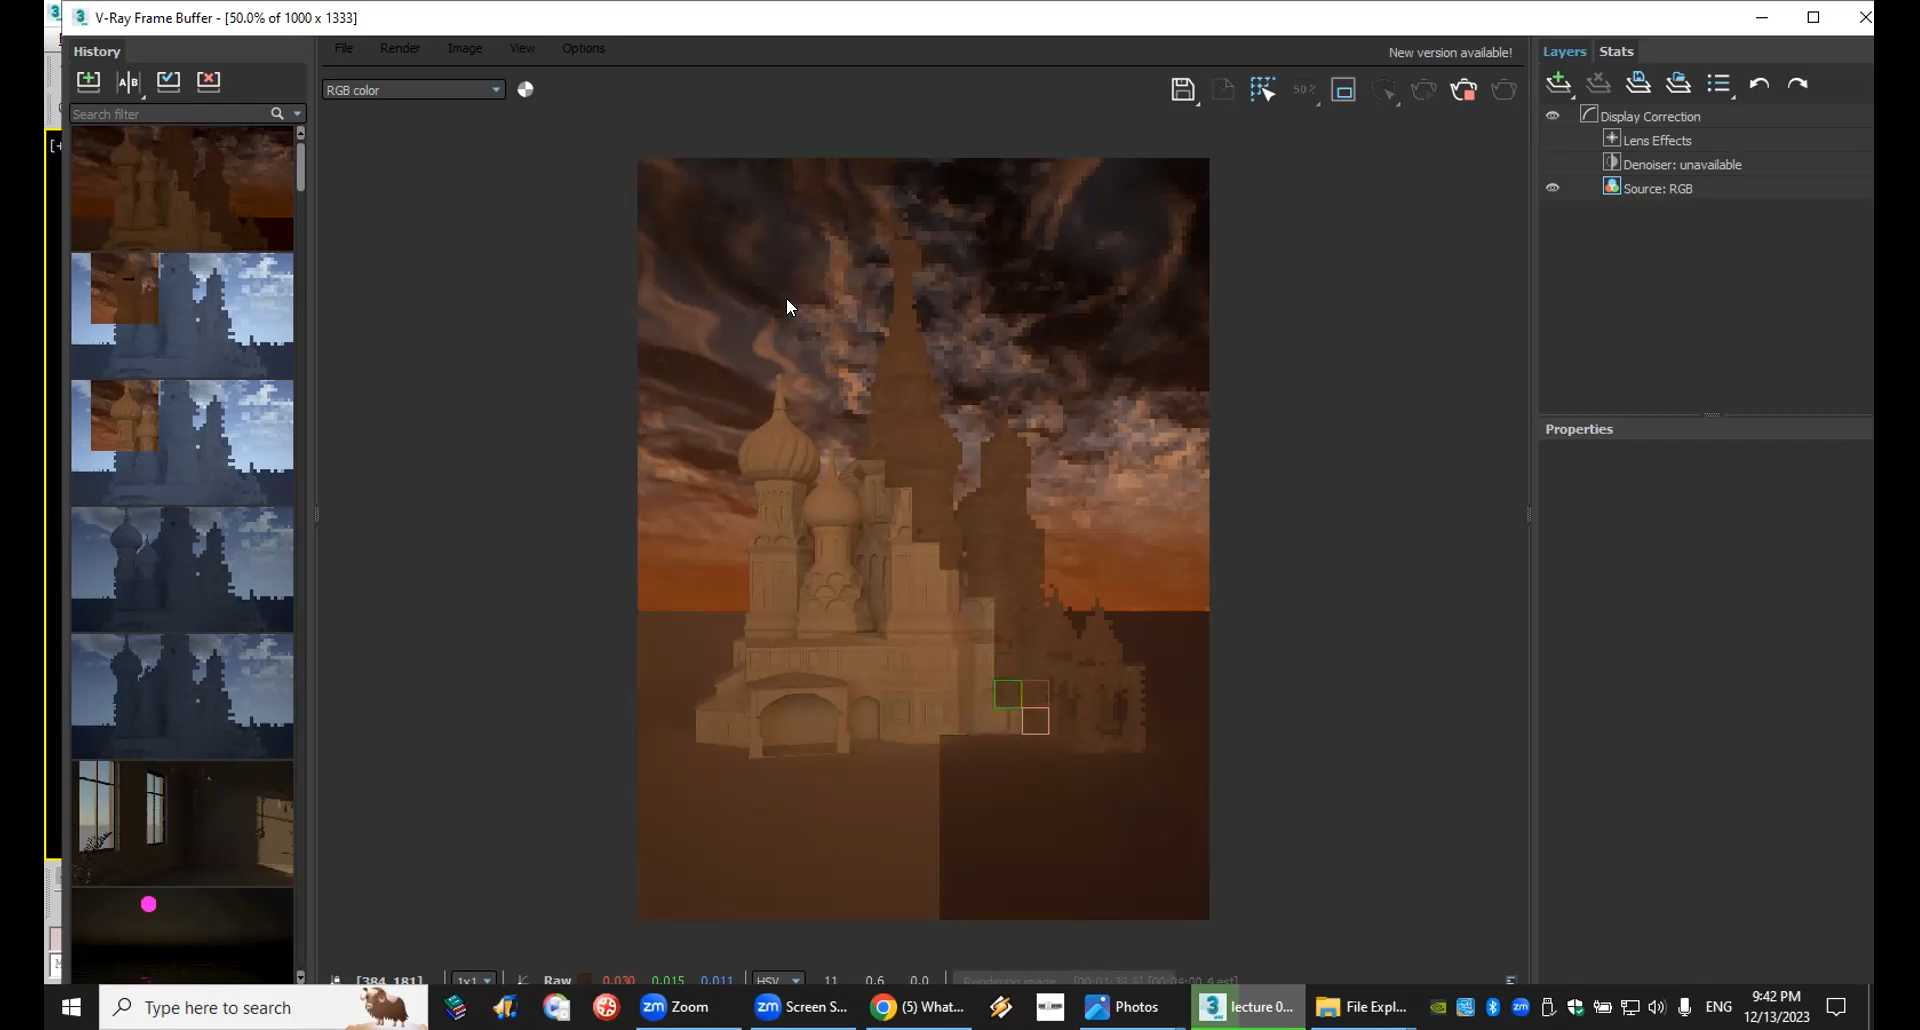 V-Ray Frame Buffer - [50.0% of 1000 x 1333]
History
File Render Image View Options
New version available!
Layers Stats
A|B
RGB color
50%
Search filter
Display Correction
Lens Effects
Denoiser: unavailable
Source: RGB
Properties
[384, 181] 1x1 Raw 0.030 0.015 0.011 HSV 11 0.6 0.0 Rendering image
Type here to search
Zoom
Screen S...
(5) What...
Photos
lecture 0...
File Expl...
ENG
9:42 PM
12/13/2023